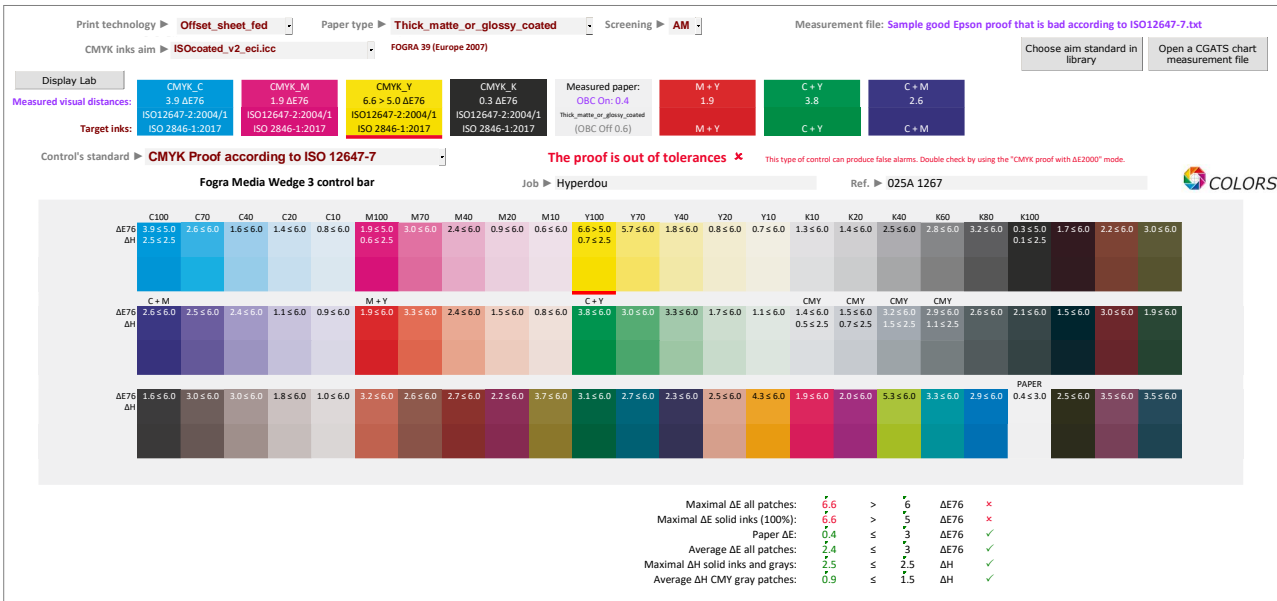 Print technology ► Offset_sheet_fed Paper type ► Thick_matte_or_glossy_coated Screening ► AM Measurement file: Sample good Epson proof that is bad according to ISO12647-7.txt
CMYK inks aim ► ISOcoated_v2_eci.icc FOGRA 39 (Europe 2007)
Choose aim standard in library
Open a CGATS chart measurement file
Display Lab
CMYK_C CMYK_M CMYK_Y CMYK_K Measured paper: M + Y C + Y C + M
Measured visual distances: 3.9 ΔE76 1.9 ΔE76 6.6 > 5.0 ΔE76 0.3 ΔE76 OBC On: 0.4 1.9 3.8 2.6
ISO12647-2:2004/1 ISO12647-2:2004/1 ISO12647-2:2004/1 ISO12647-2:2004/1 Thick_matte_or_glossy_coated
Target inks: ISO 2846-1:2017 ISO 2846-1:2017 ISO 2846-1:2017 ISO 2846-1:2017 (OBC Off 0.6) M + Y C + Y C + M
Control's standard ► CMYK Proof according to ISO 12647-7 The proof is out of tolerances × This type of control can produce false alarms. Double check by using the "CMYK proof with ΔE2000" mode.
Fogra Media Wedge 3 control bar Job ► Hyperdou Ref. ► 025A 1267 COLORS
C100 C70 C40 C20 C10 M100 M70 M40 M20 M10 Y100 Y70 Y40 Y20 Y10 K10 K20 K40 K60 K80 K100
ΔE76 3.9 ≤ 5.0 2.6 ≤ 6.0 1.6 ≤ 6.0 1.4 ≤ 6.0 0.8 ≤ 6.0 1.9 ≤ 5.0 3.0 ≤ 6.0 2.4 ≤ 6.0 0.9 ≤ 6.0 0.6 ≤ 6.0 6.6 > 5.0 5.7 ≤ 6.0 1.8 ≤ 6.0 0.8 ≤ 6.0 0.7 ≤ 6.0 1.3 ≤ 6.0 1.4 ≤ 6.0 2.5 ≤ 6.0 2.8 ≤ 6.0 3.2 ≤ 6.0 0.3 ≤ 5.0 1.7 ≤ 6.0 2.2 ≤ 6.0 3.0 ≤ 6.0
ΔH 2.5 ≤ 2.5 0.6 ≤ 2.5 0.7 ≤ 2.5 0.1 ≤ 2.5
C + M M + Y C + Y CMY CMY CMY CMY
ΔE76 2.6 ≤ 6.0 2.5 ≤ 6.0 2.4 ≤ 6.0 1.1 ≤ 6.0 0.9 ≤ 6.0 1.9 ≤ 6.0 3.3 ≤ 6.0 2.4 ≤ 6.0 1.5 ≤ 6.0 0.8 ≤ 6.0 3.8 ≤ 6.0 3.0 ≤ 6.0 3.3 ≤ 6.0 1.7 ≤ 6.0 1.1 ≤ 6.0 1.4 ≤ 6.0 1.5 ≤ 6.0 3.2 ≤ 6.0 2.9 ≤ 6.0 2.6 ≤ 6.0 2.1 ≤ 6.0 1.5 ≤ 6.0 3.0 ≤ 6.0 1.9 ≤ 6.0
ΔH 0.5 ≤ 2.5 0.7 ≤ 2.5 1.5 ≤ 2.5 1.1 ≤ 2.5
PAPER
ΔE76 1.6 ≤ 6.0 3.0 ≤ 6.0 3.0 ≤ 6.0 1.8 ≤ 6.0 1.0 ≤ 6.0 3.2 ≤ 6.0 2.6 ≤ 6.0 2.7 ≤ 6.0 2.2 ≤ 6.0 3.7 ≤ 6.0 3.1 ≤ 6.0 2.7 ≤ 6.0 2.3 ≤ 6.0 2.5 ≤ 6.0 4.3 ≤ 6.0 1.9 ≤ 6.0 2.0 ≤ 6.0 5.3 ≤ 6.0 3.3 ≤ 6.0 2.9 ≤ 6.0 0.4 ≤ 3.0 2.5 ≤ 6.0 3.5 ≤ 6.0 3.5 ≤ 6.0
ΔH
Maximal ΔE all patches: 6.6 > 6 ΔE76 ×
Maximal ΔE solid inks (100%): 6.6 > 5 ΔE76 ×
Paper ΔE: 0.4 ≤ 3 ΔE76 ✓
Average ΔE all patches: 2.4 ≤ 3 ΔE76 ✓
Maximal ΔH solid inks and grays: 2.5 ≤ 2.5 ΔH ✓
Average ΔH CMY gray patches: 0.9 ≤ 1.5 ΔH ✓